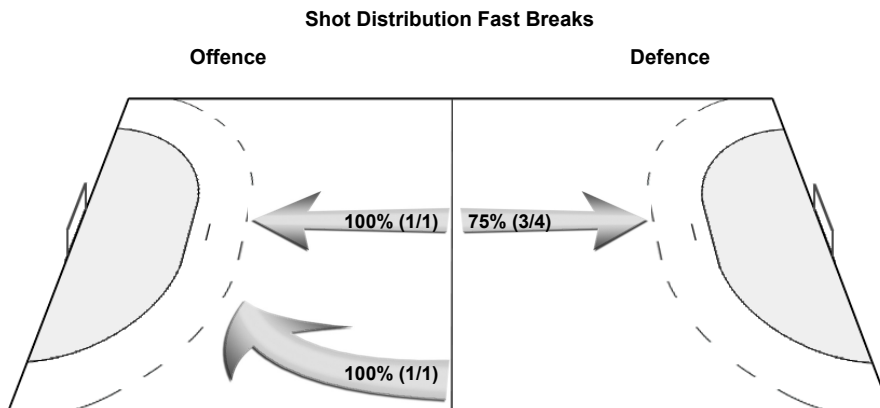 Shot Distribution Fast Breaks
Offence
Defence
100% (1/1)
75% (3/4)
100% (1/1)